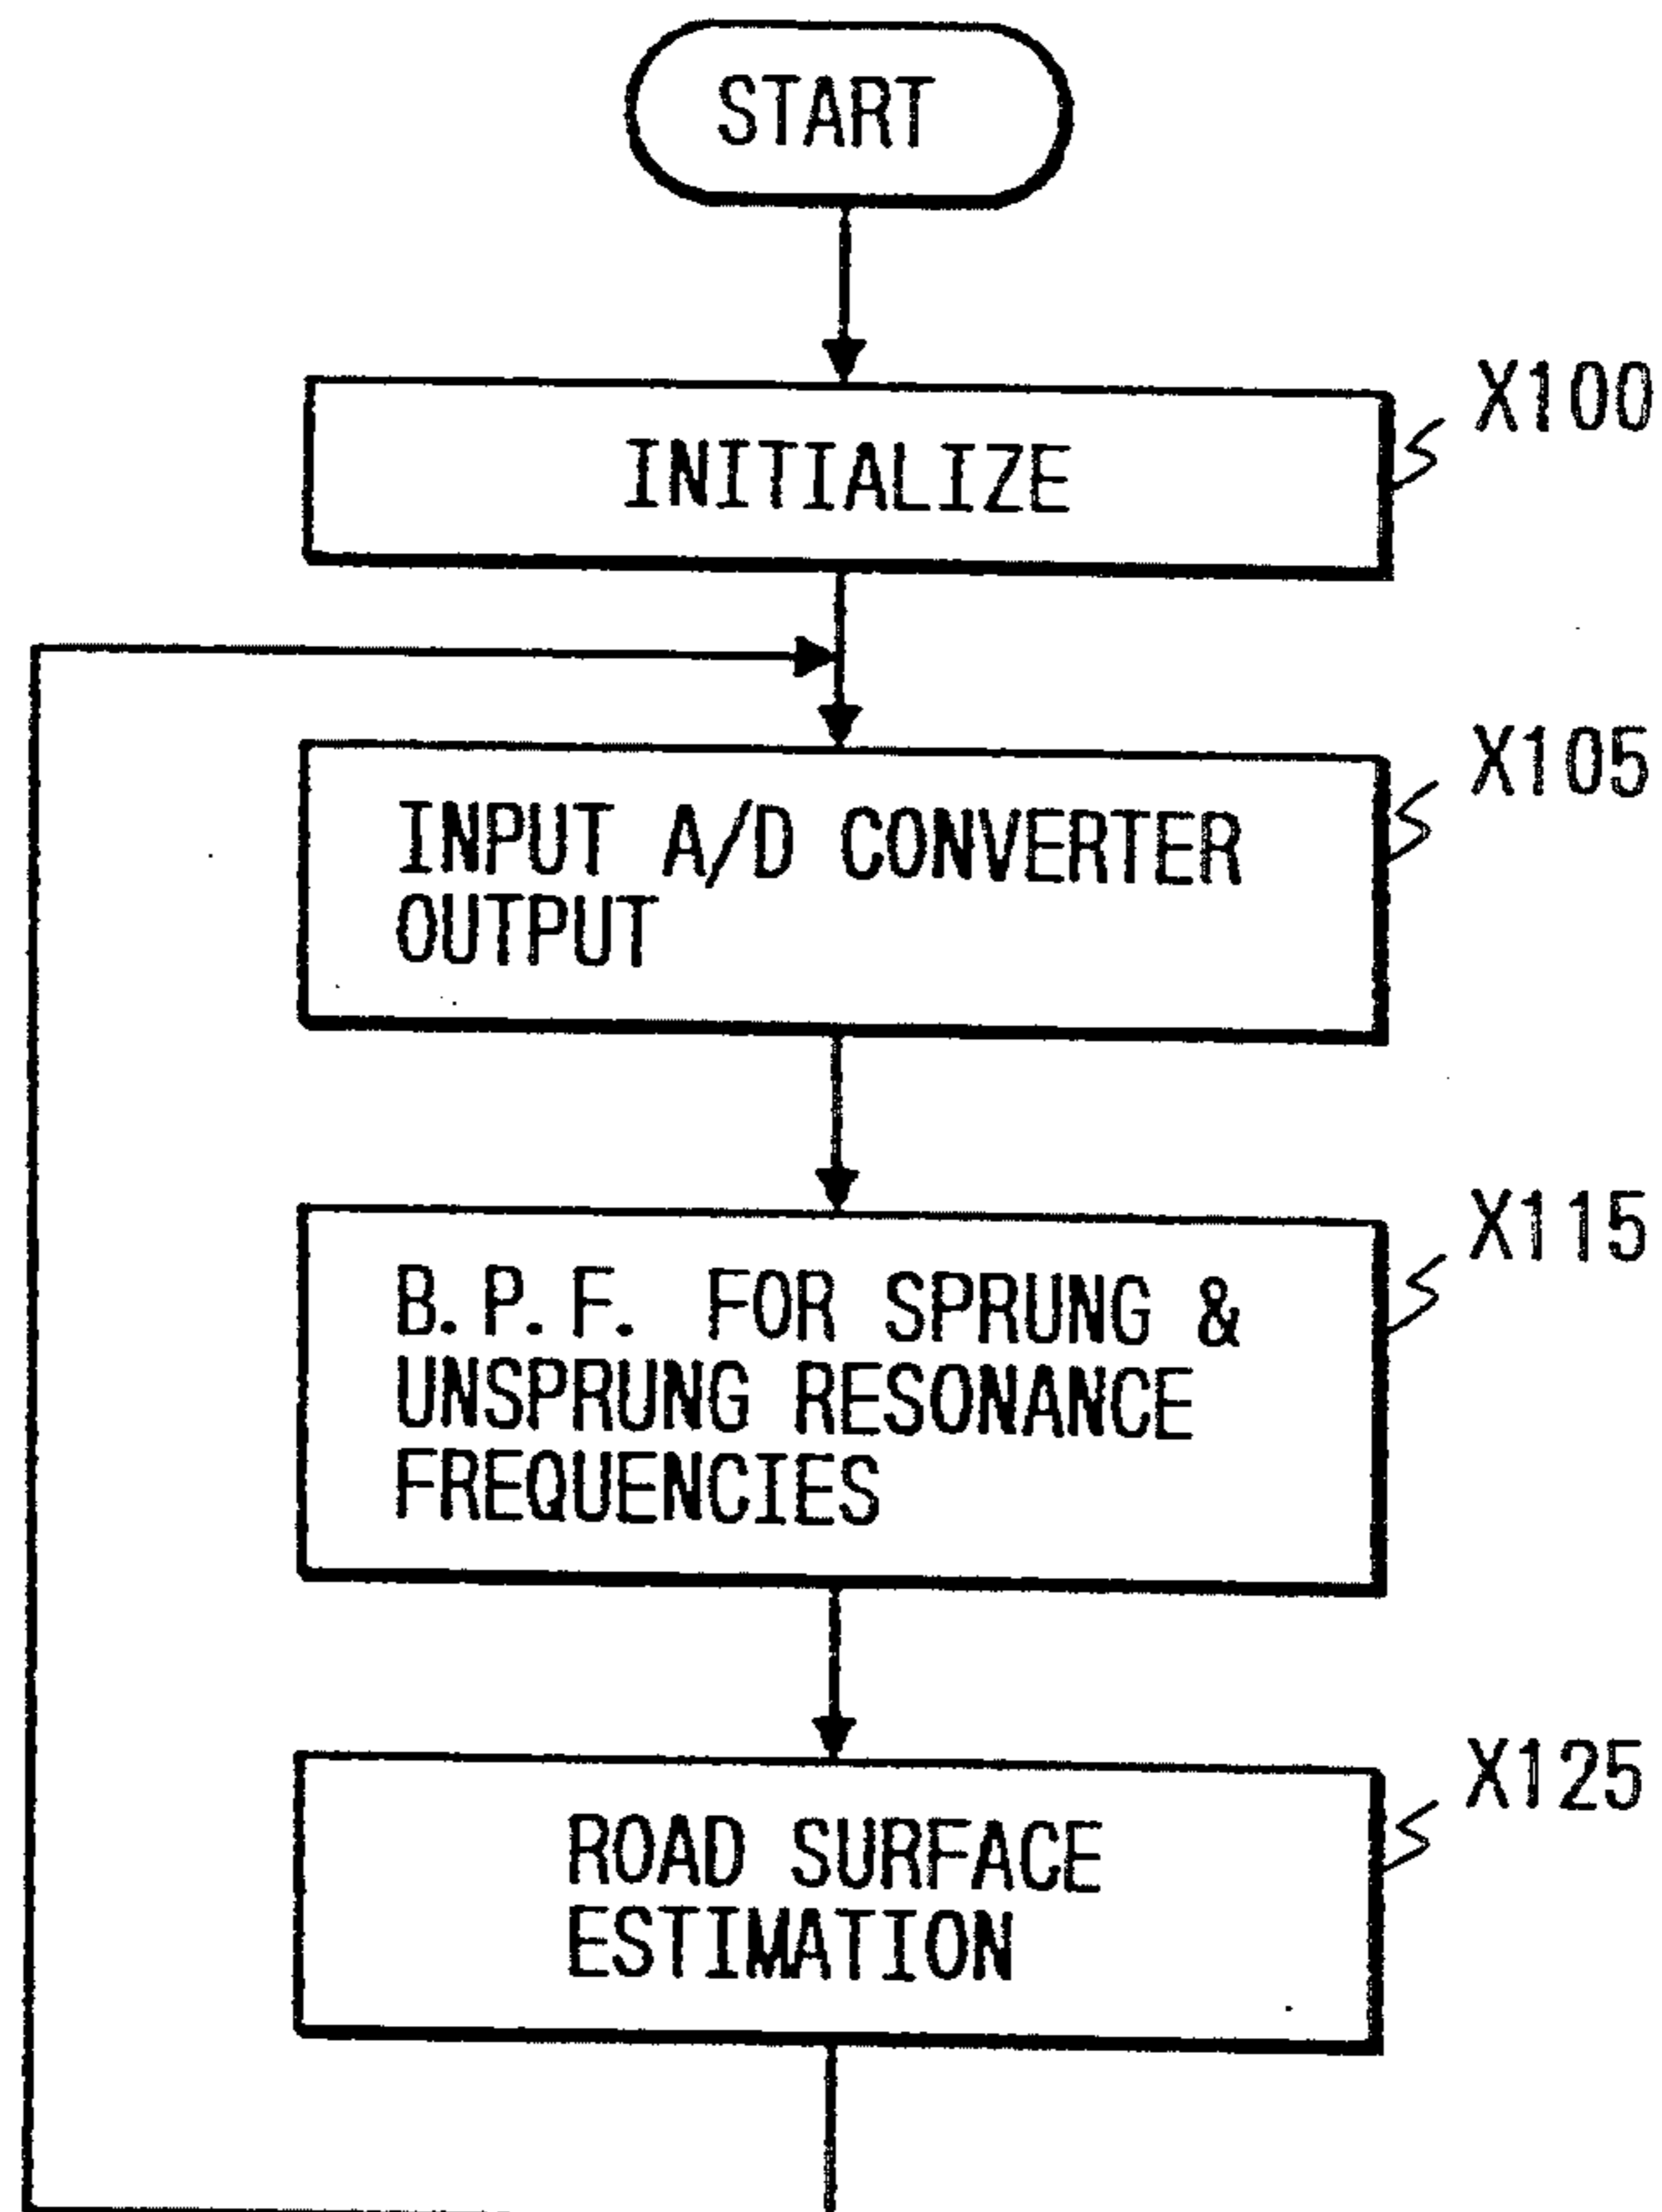 START
X100
INITIALIZE
X105
INPUT A/D CONVERTER
OUTPUT
X115
B. P. F. FOR SPRUNG &
UNSPRUNG RESONANCE
FREQUENCIES
X125
ROAD SURFACE
ESTIMATION